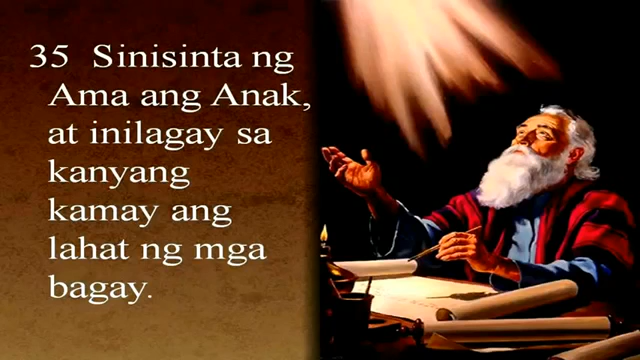 35 Sinisinta ng
Ama ang Anak,
at inilagay sa
kanyang
kamay ang
lahat ng mga
bagay.